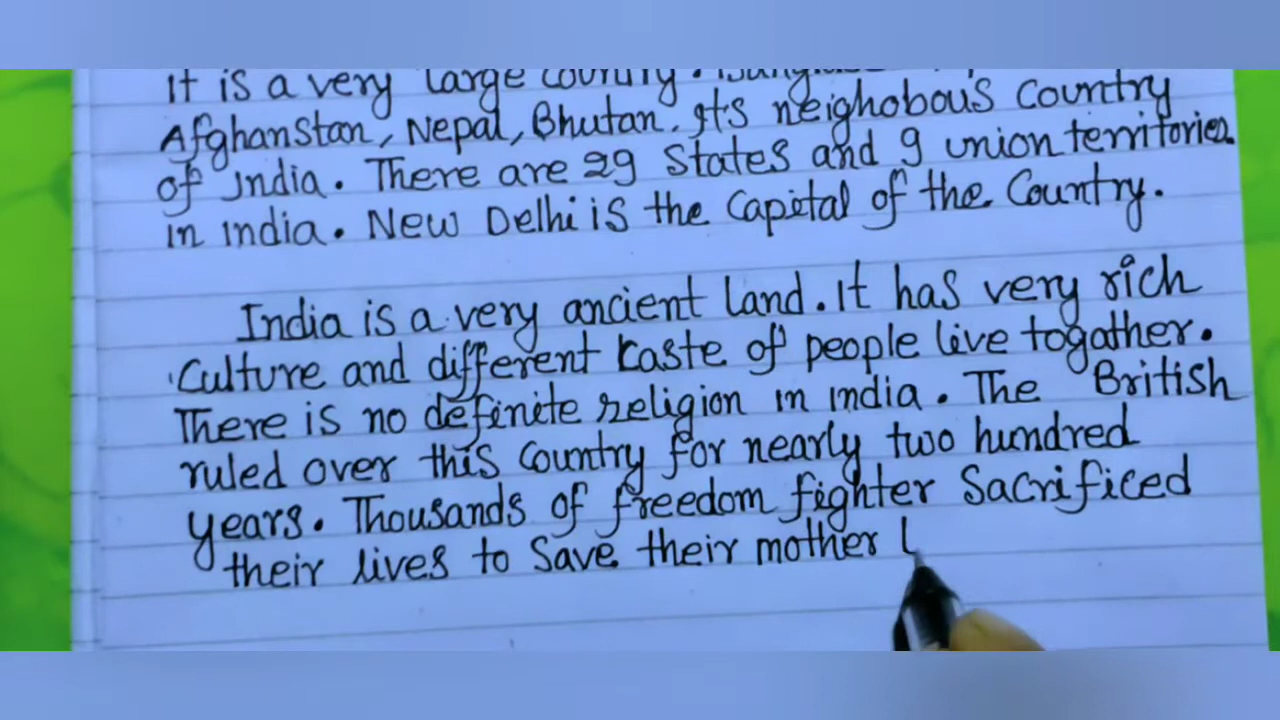 It is a very large country.
Afghanstan, Nepal, Bhutan. It's neighobous Country
of India. There are 29 States and 9 union territories
in india. New Delhi is the Capital of the Country.
India is a very ancient land. It has very rich
Culture and different kaste of people live togather.
There is no definite religion in india. The British
ruled over this Country for nearly two hundred
years. Thousands of freedom fighter Sacrificed
their lives to Save their mother l